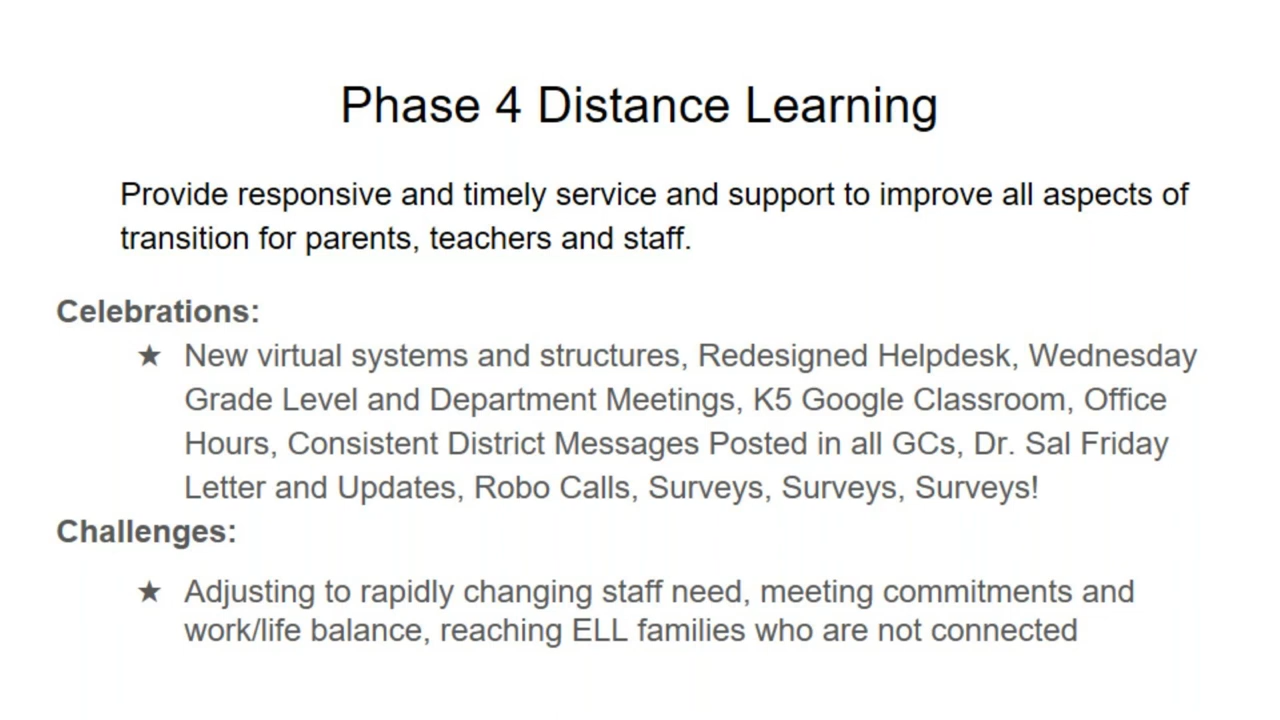 Phase 4 Distance Learning
Provide responsive and timely service and support to improve all aspects of
transition for parents, teachers and staff.
Celebrations:
★ New virtual systems and structures, Redesigned Helpdesk, Wednesday
Grade Level and Department Meetings, K5 Google Classroom, Office
Hours, Consistent District Messages Posted in all GCs, Dr. Sal Friday
Letter and Updates, Robo Calls, Surveys, Surveys, Surveys!
Challenges:
★ Adjusting to rapidly changing staff need, meeting commitments and
work/life balance, reaching ELL families who are not connected